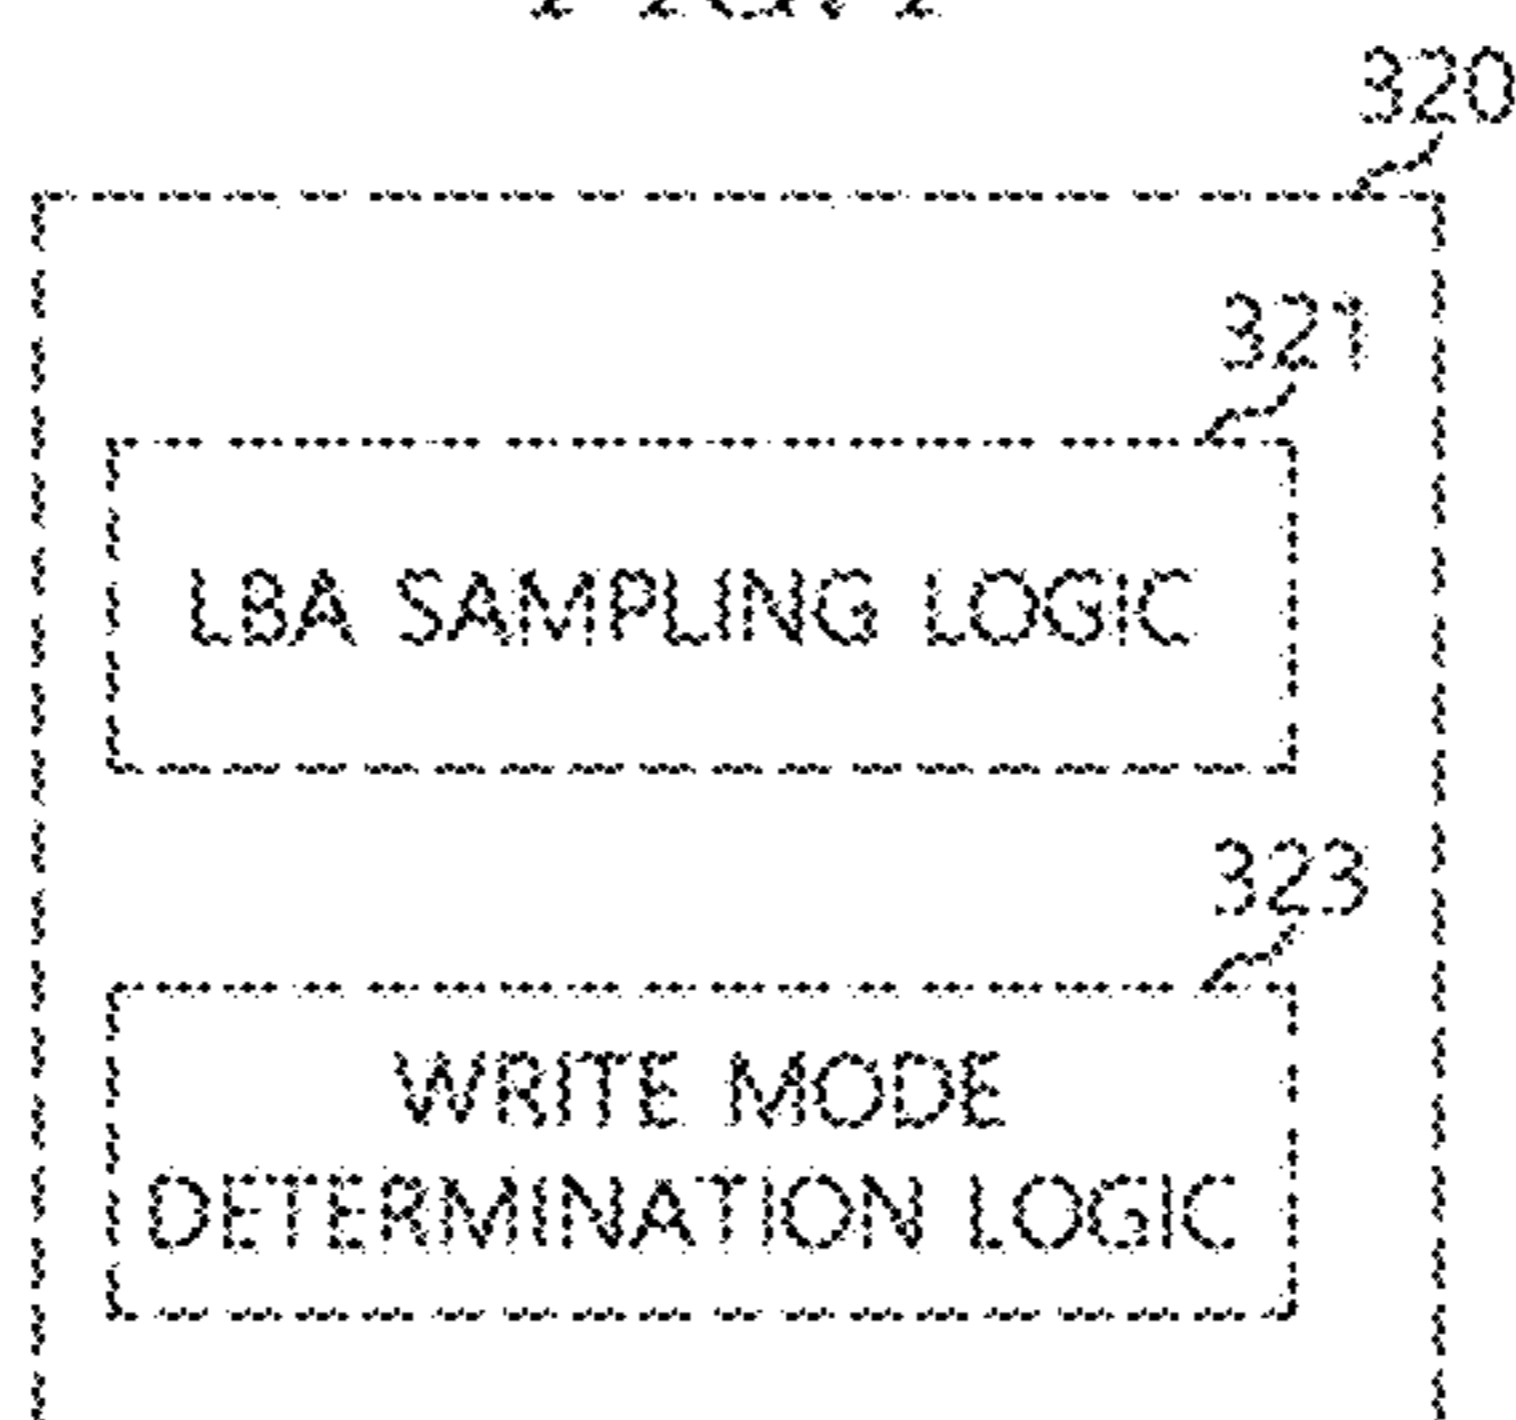 320
321
LBA SAMPLING LOGIC
323
WRITE MODE
DETERMINATION LOGIC